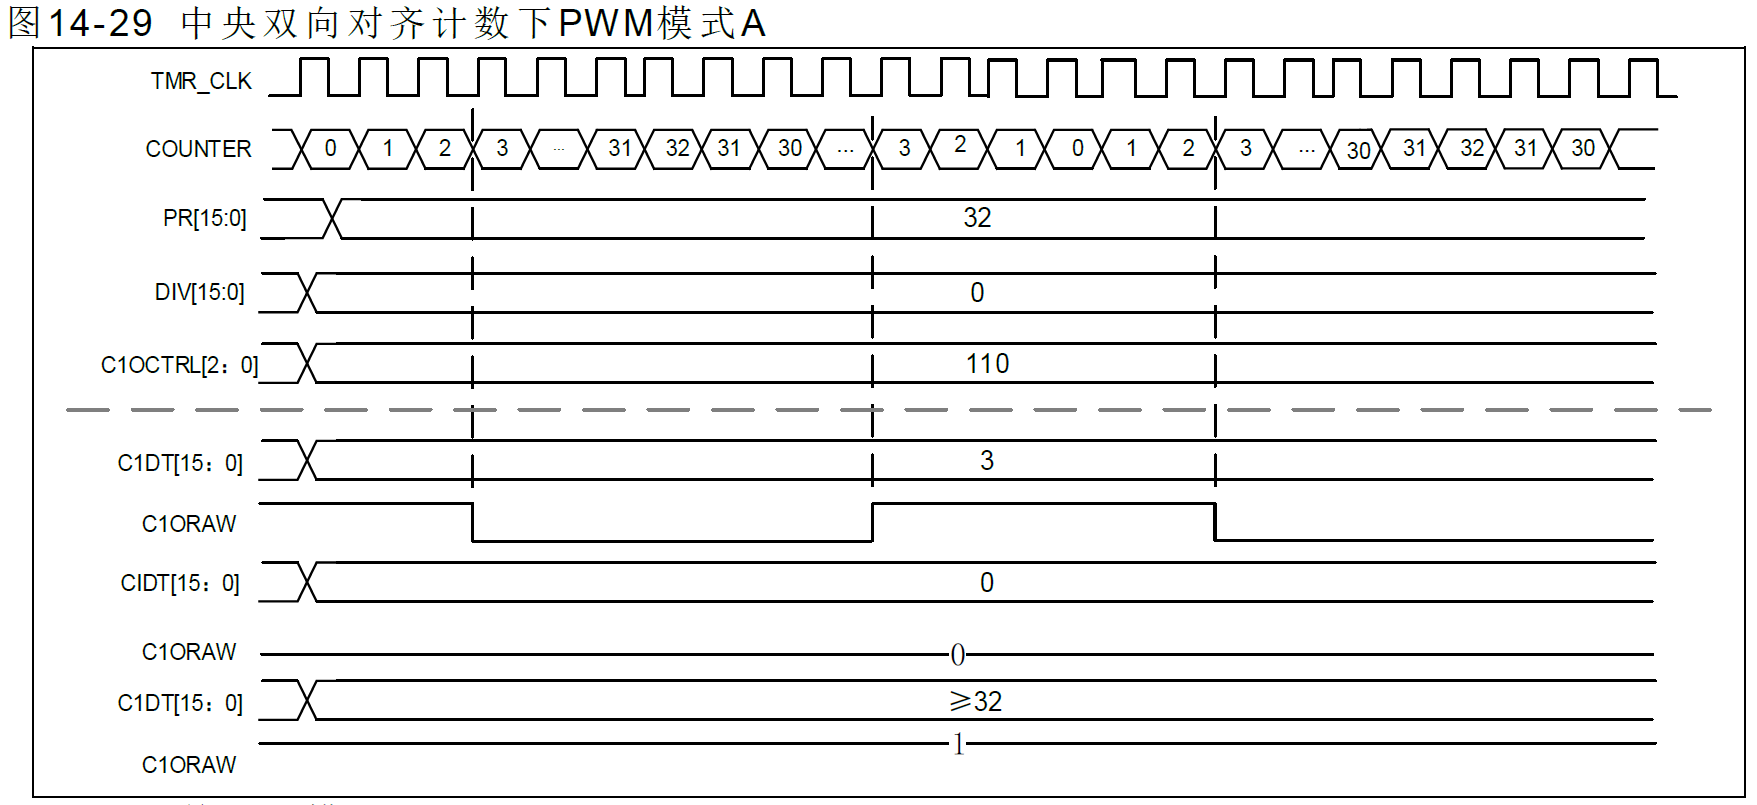 图14-29 中央双向对齐计数下PWM模式A
TMR_CLK
COUNTER 0 1 2 3 ... 31 32 31 30 ... 3 2 1 0 1 2 3 ... 30 31 32 31 30
PR[15:0] 32
DIV[15:0] 0
C1OCTRL[2：0] 110
C1DT[15：0] 3
C1ORAW
CIDT[15：0] 0
C1ORAW 0
C1DT[15：0] ≥32
C1ORAW 1